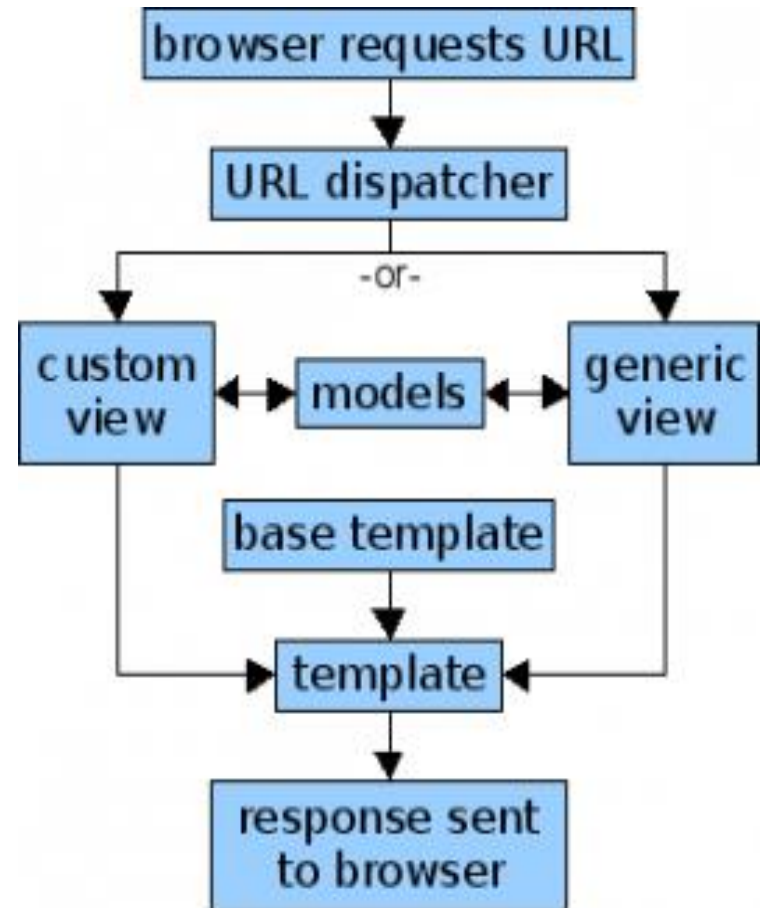 browser requests URL
URL dispatcher
-or-
custom
view
models
generic
view
base template
template
response sent
to browser